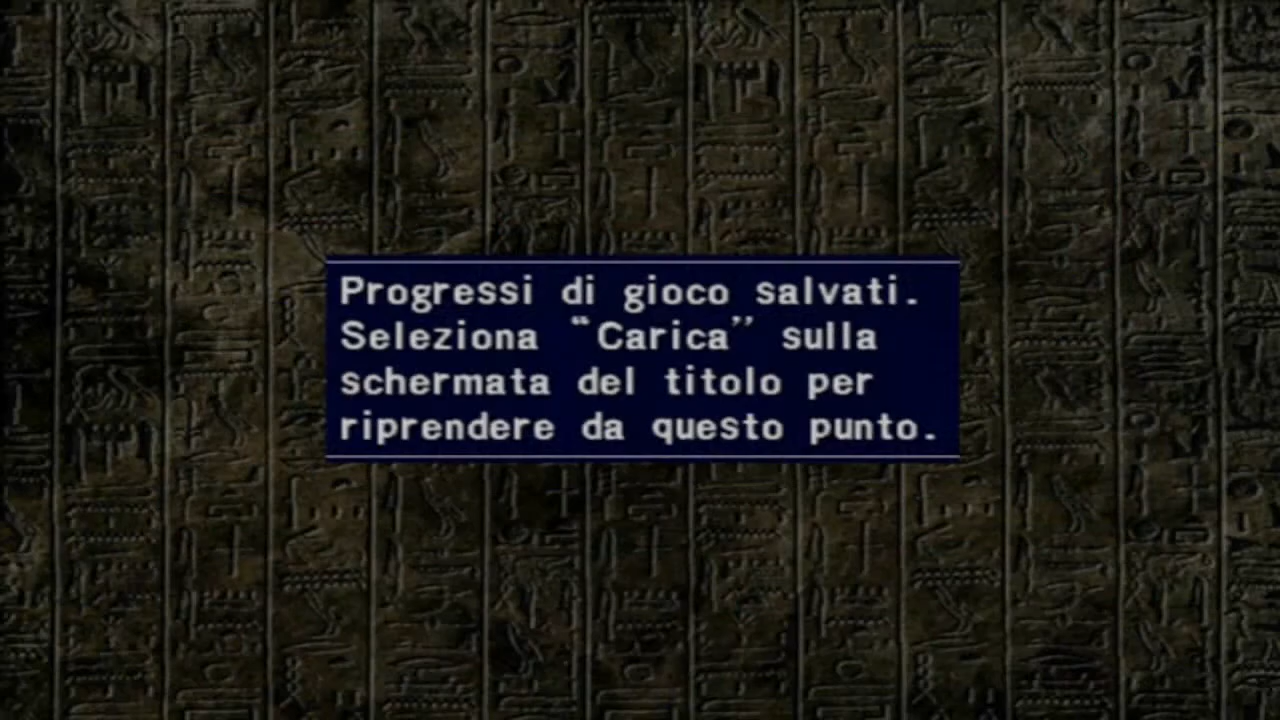 Progressi di gioco salvati.
Seleziona “Carica” sulla
schermata del titolo per
riprendere da questo punto.